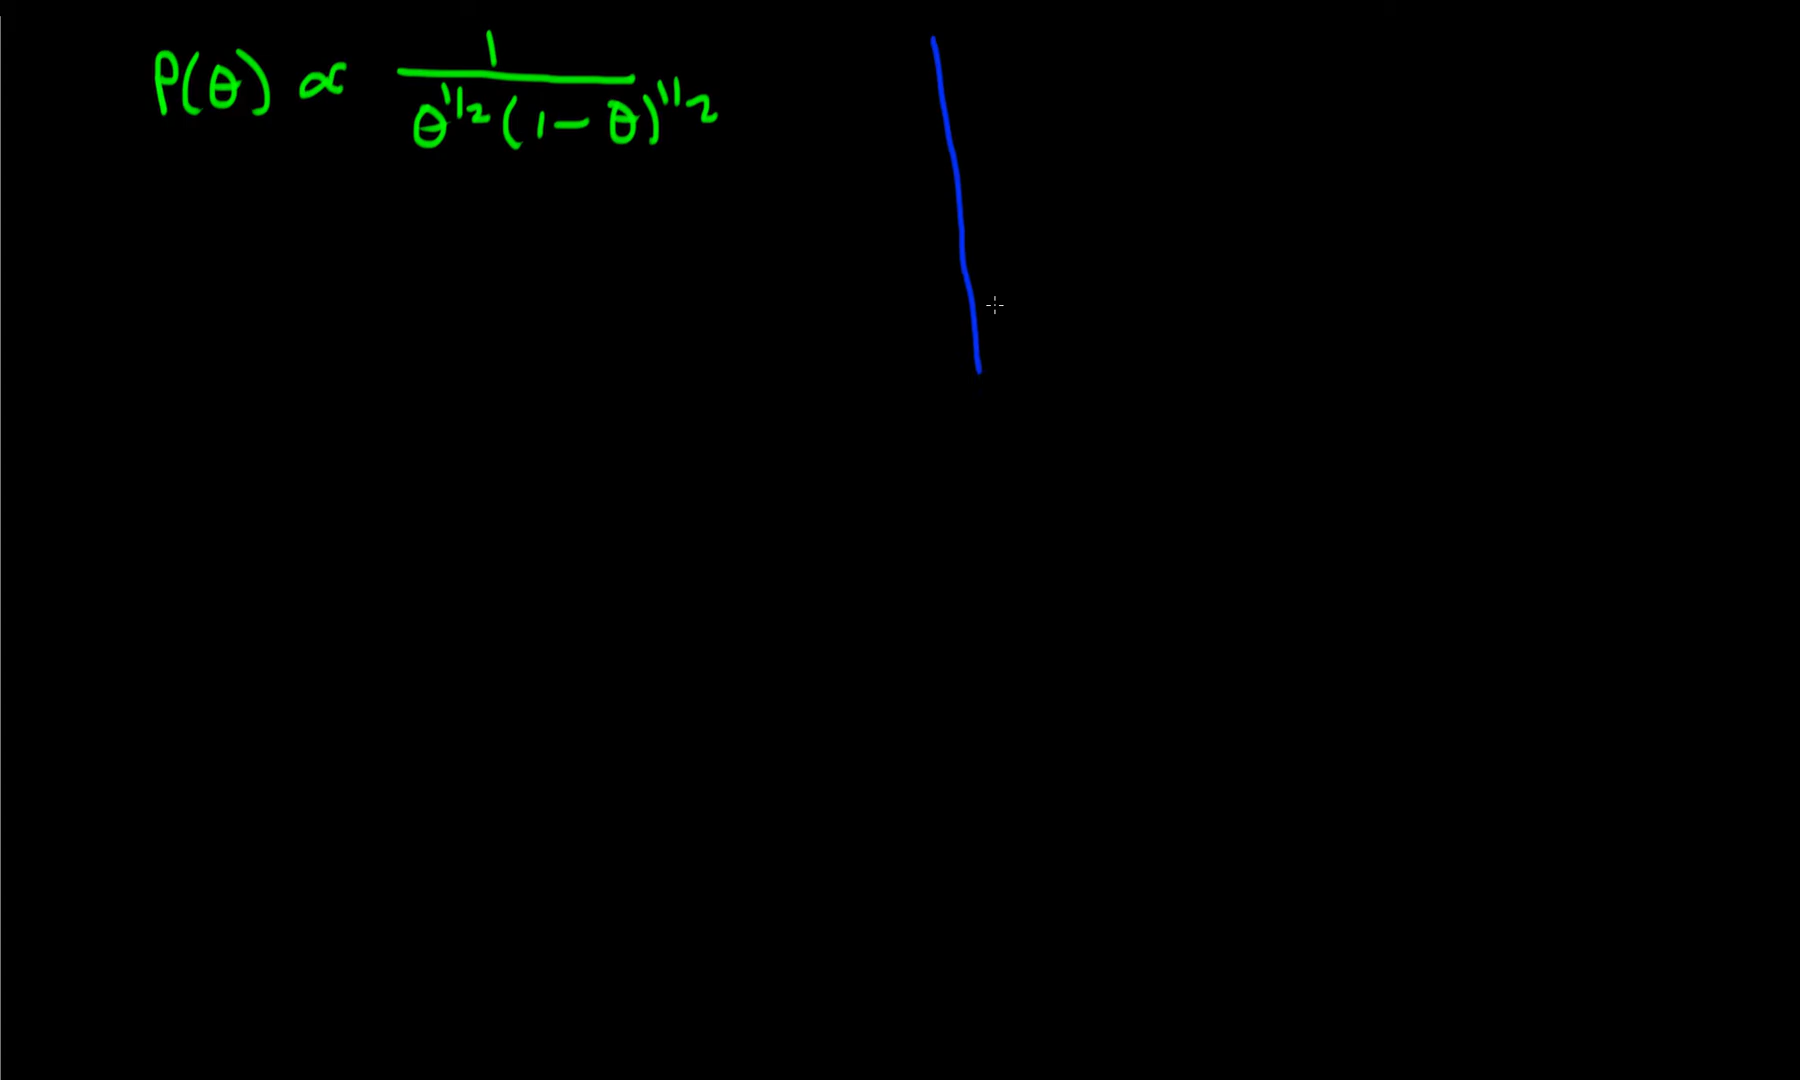 P(θ) ∝ 1 / θ^1/2 (1 − θ)^1/2